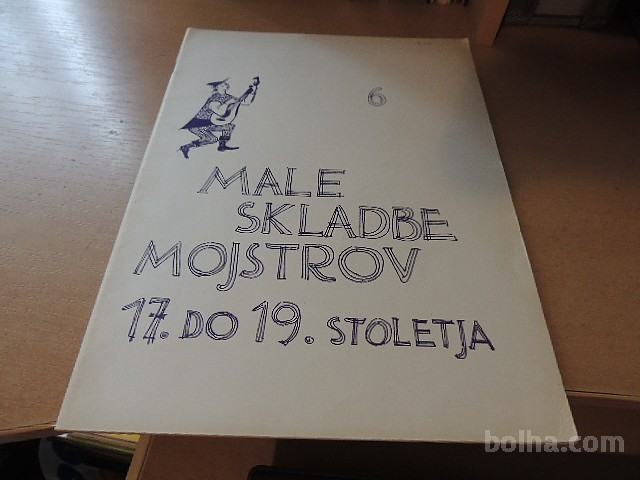 6
MALE
SKLADBE
MOJSTROV
17. DO 19. STOLETJA
bolha.com